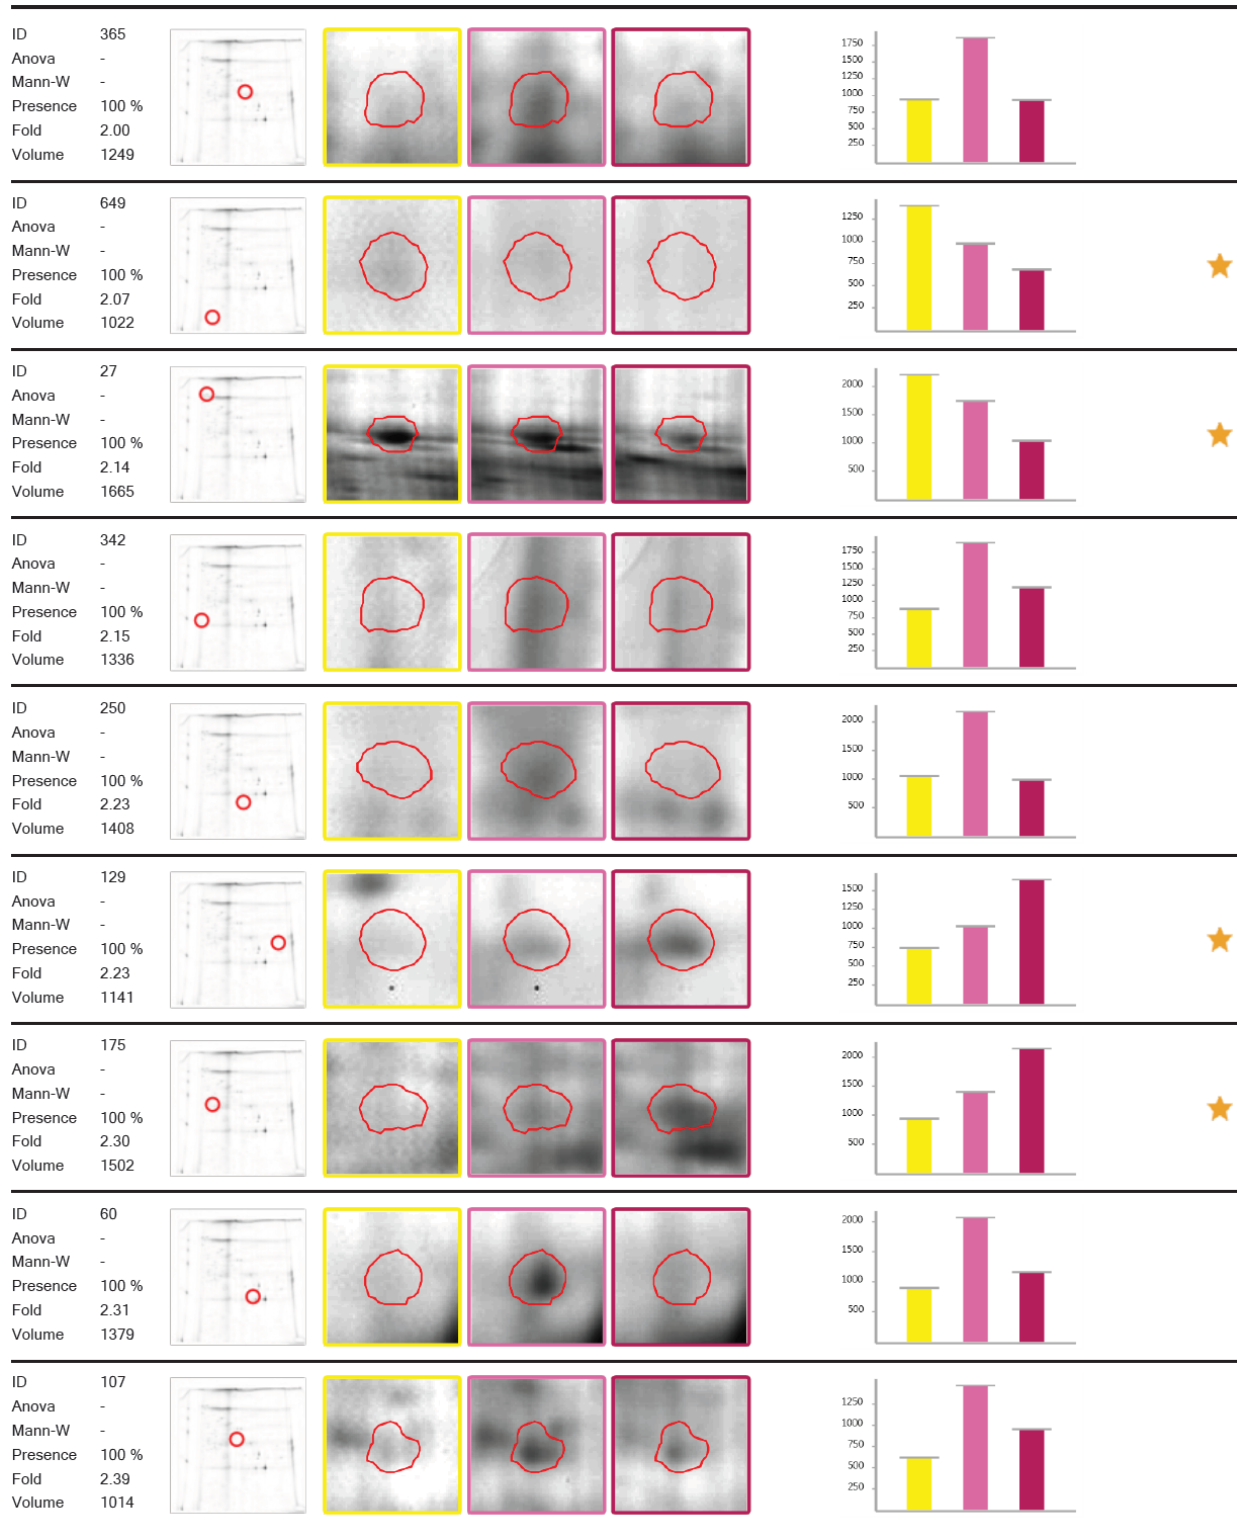 ID 365
Anova -
Mann-W -
Presence 100 %
Fold 2.00
Volume 1249
1750
1500
1250
1000
750
500
250
ID 649
Anova -
Mann-W -
Presence 100 %
Fold 2.07
Volume 1022
1250
1000
750
500
250
ID 27
Anova -
Mann-W -
Presence 100 %
Fold 2.14
Volume 1665
2000
1500
1000
500
ID 342
Anova -
Mann-W -
Presence 100 %
Fold 2.15
Volume 1336
1750
1500
1250
1000
750
500
250
ID 250
Anova -
Mann-W -
Presence 100 %
Fold 2.23
Volume 1408
2000
1500
1000
500
ID 129
Anova -
Mann-W -
Presence 100 %
Fold 2.23
Volume 1141
1500
1250
1000
750
500
250
ID 175
Anova -
Mann-W -
Presence 100 %
Fold 2.30
Volume 1502
2000
1500
1000
500
ID 60
Anova -
Mann-W -
Presence 100 %
Fold 2.31
Volume 1379
2000
1500
1000
500
ID 107
Anova -
Mann-W -
Presence 100 %
Fold 2.39
Volume 1014
1250
1000
750
500
250